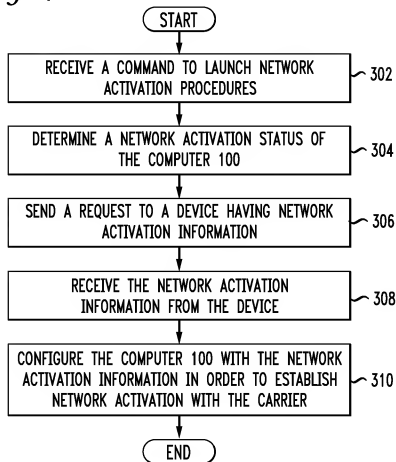 START
RECEIVE A COMMAND TO LAUNCH NETWORK
ACTIVATION PROCEDURES
302
DETERMINE A NETWORK ACTIVATION STATUS OF
THE COMPUTER 100
304
SEND A REQUEST TO A DEVICE HAVING NETWORK
ACTIVATION INFORMATION
306
RECEIVE THE NETWORK ACTIVATION
INFORMATION FROM THE DEVICE
308
CONFIGURE THE COMPUTER 100 WITH THE NETWORK
ACTIVATION INFORMATION IN ORDER TO ESTABLISH
NETWORK ACTIVATION WITH THE CARRIER
310
END